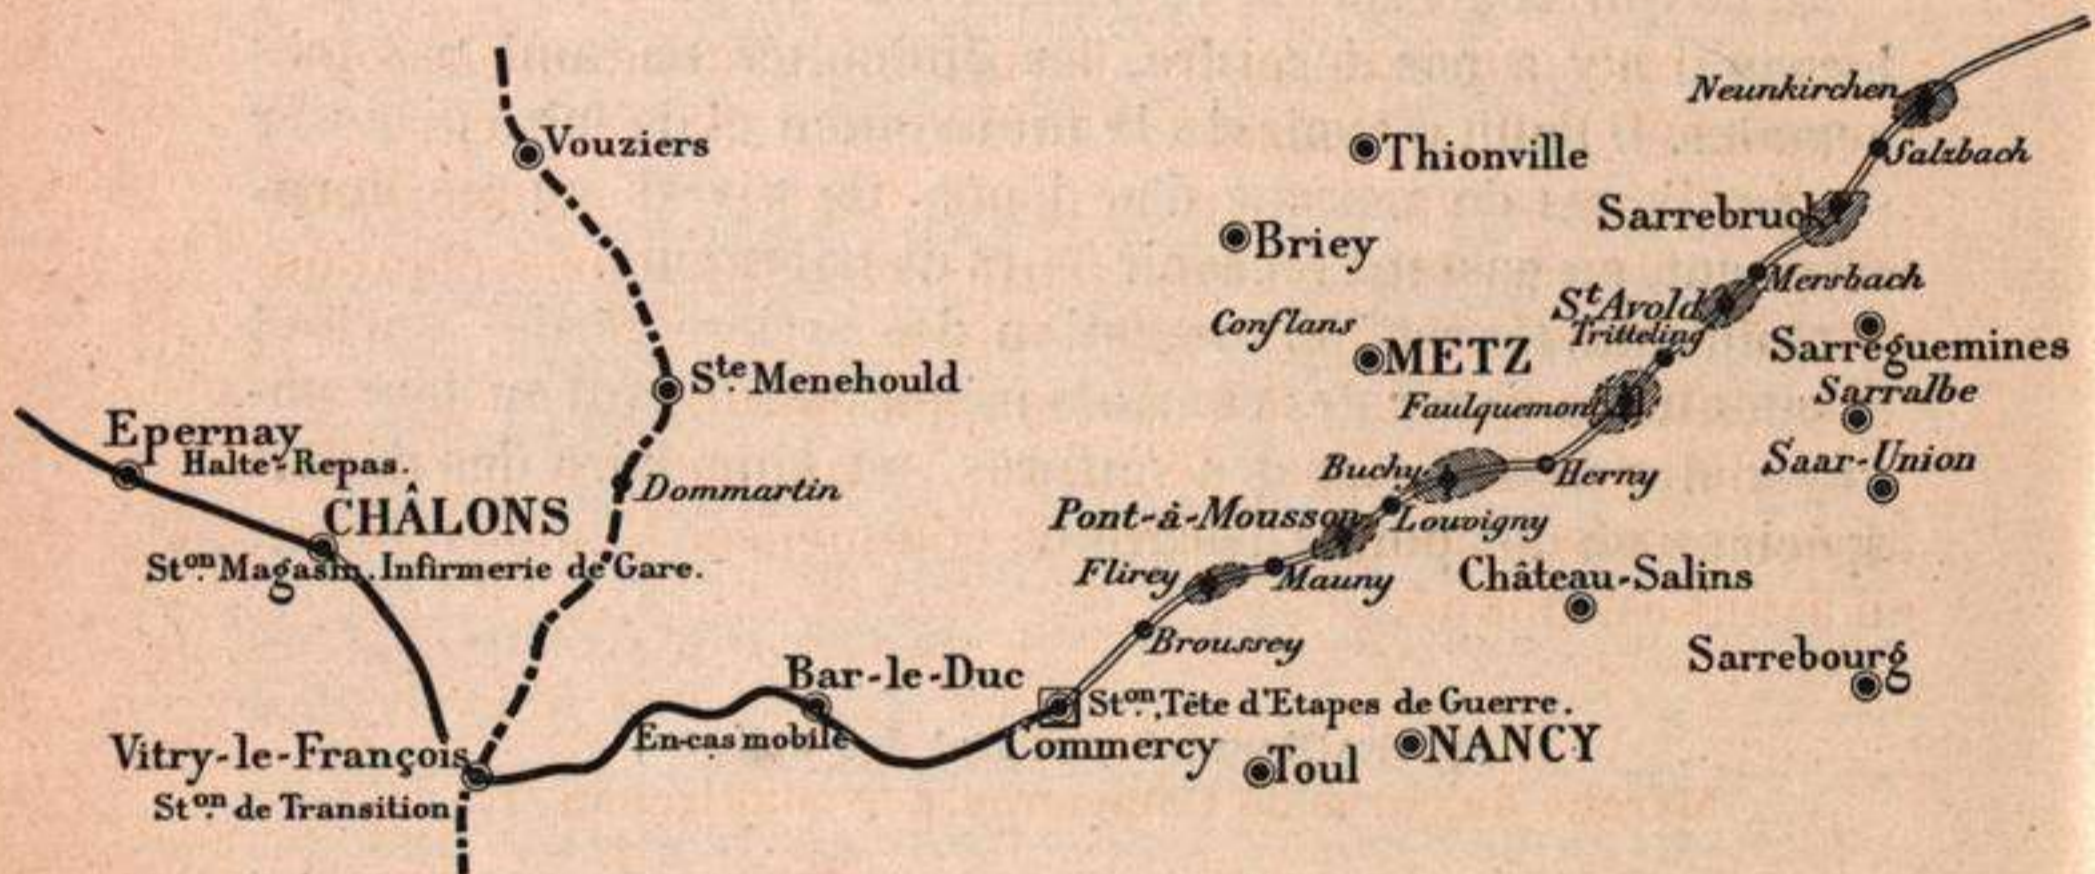 Neunkirchen
Vouziers
Thionville
Salzbach
Sarrebruck
Briey
Mersbach
St Avold
Conflans
Tritteling
METZ
Sarreguemines
Ste Menehould
Sarralbe
Faulquemont
Epernay
Halte-Repas.
Buchy
Herny
Saar-Union
Dommartin
CHÂLONS
Pont-à-Mousson
Louvigny
Ston Magasin. Infirmerie de Gare.
Flirey
Mauny
Château-Salins
Broussey
Sarrebourg
Bar-le-Duc
Ston Tête d'Etapes de Guerre.
En-cas mobile
Commercy
NANCY
Vitry-le-François
Toul
Ston de Transition